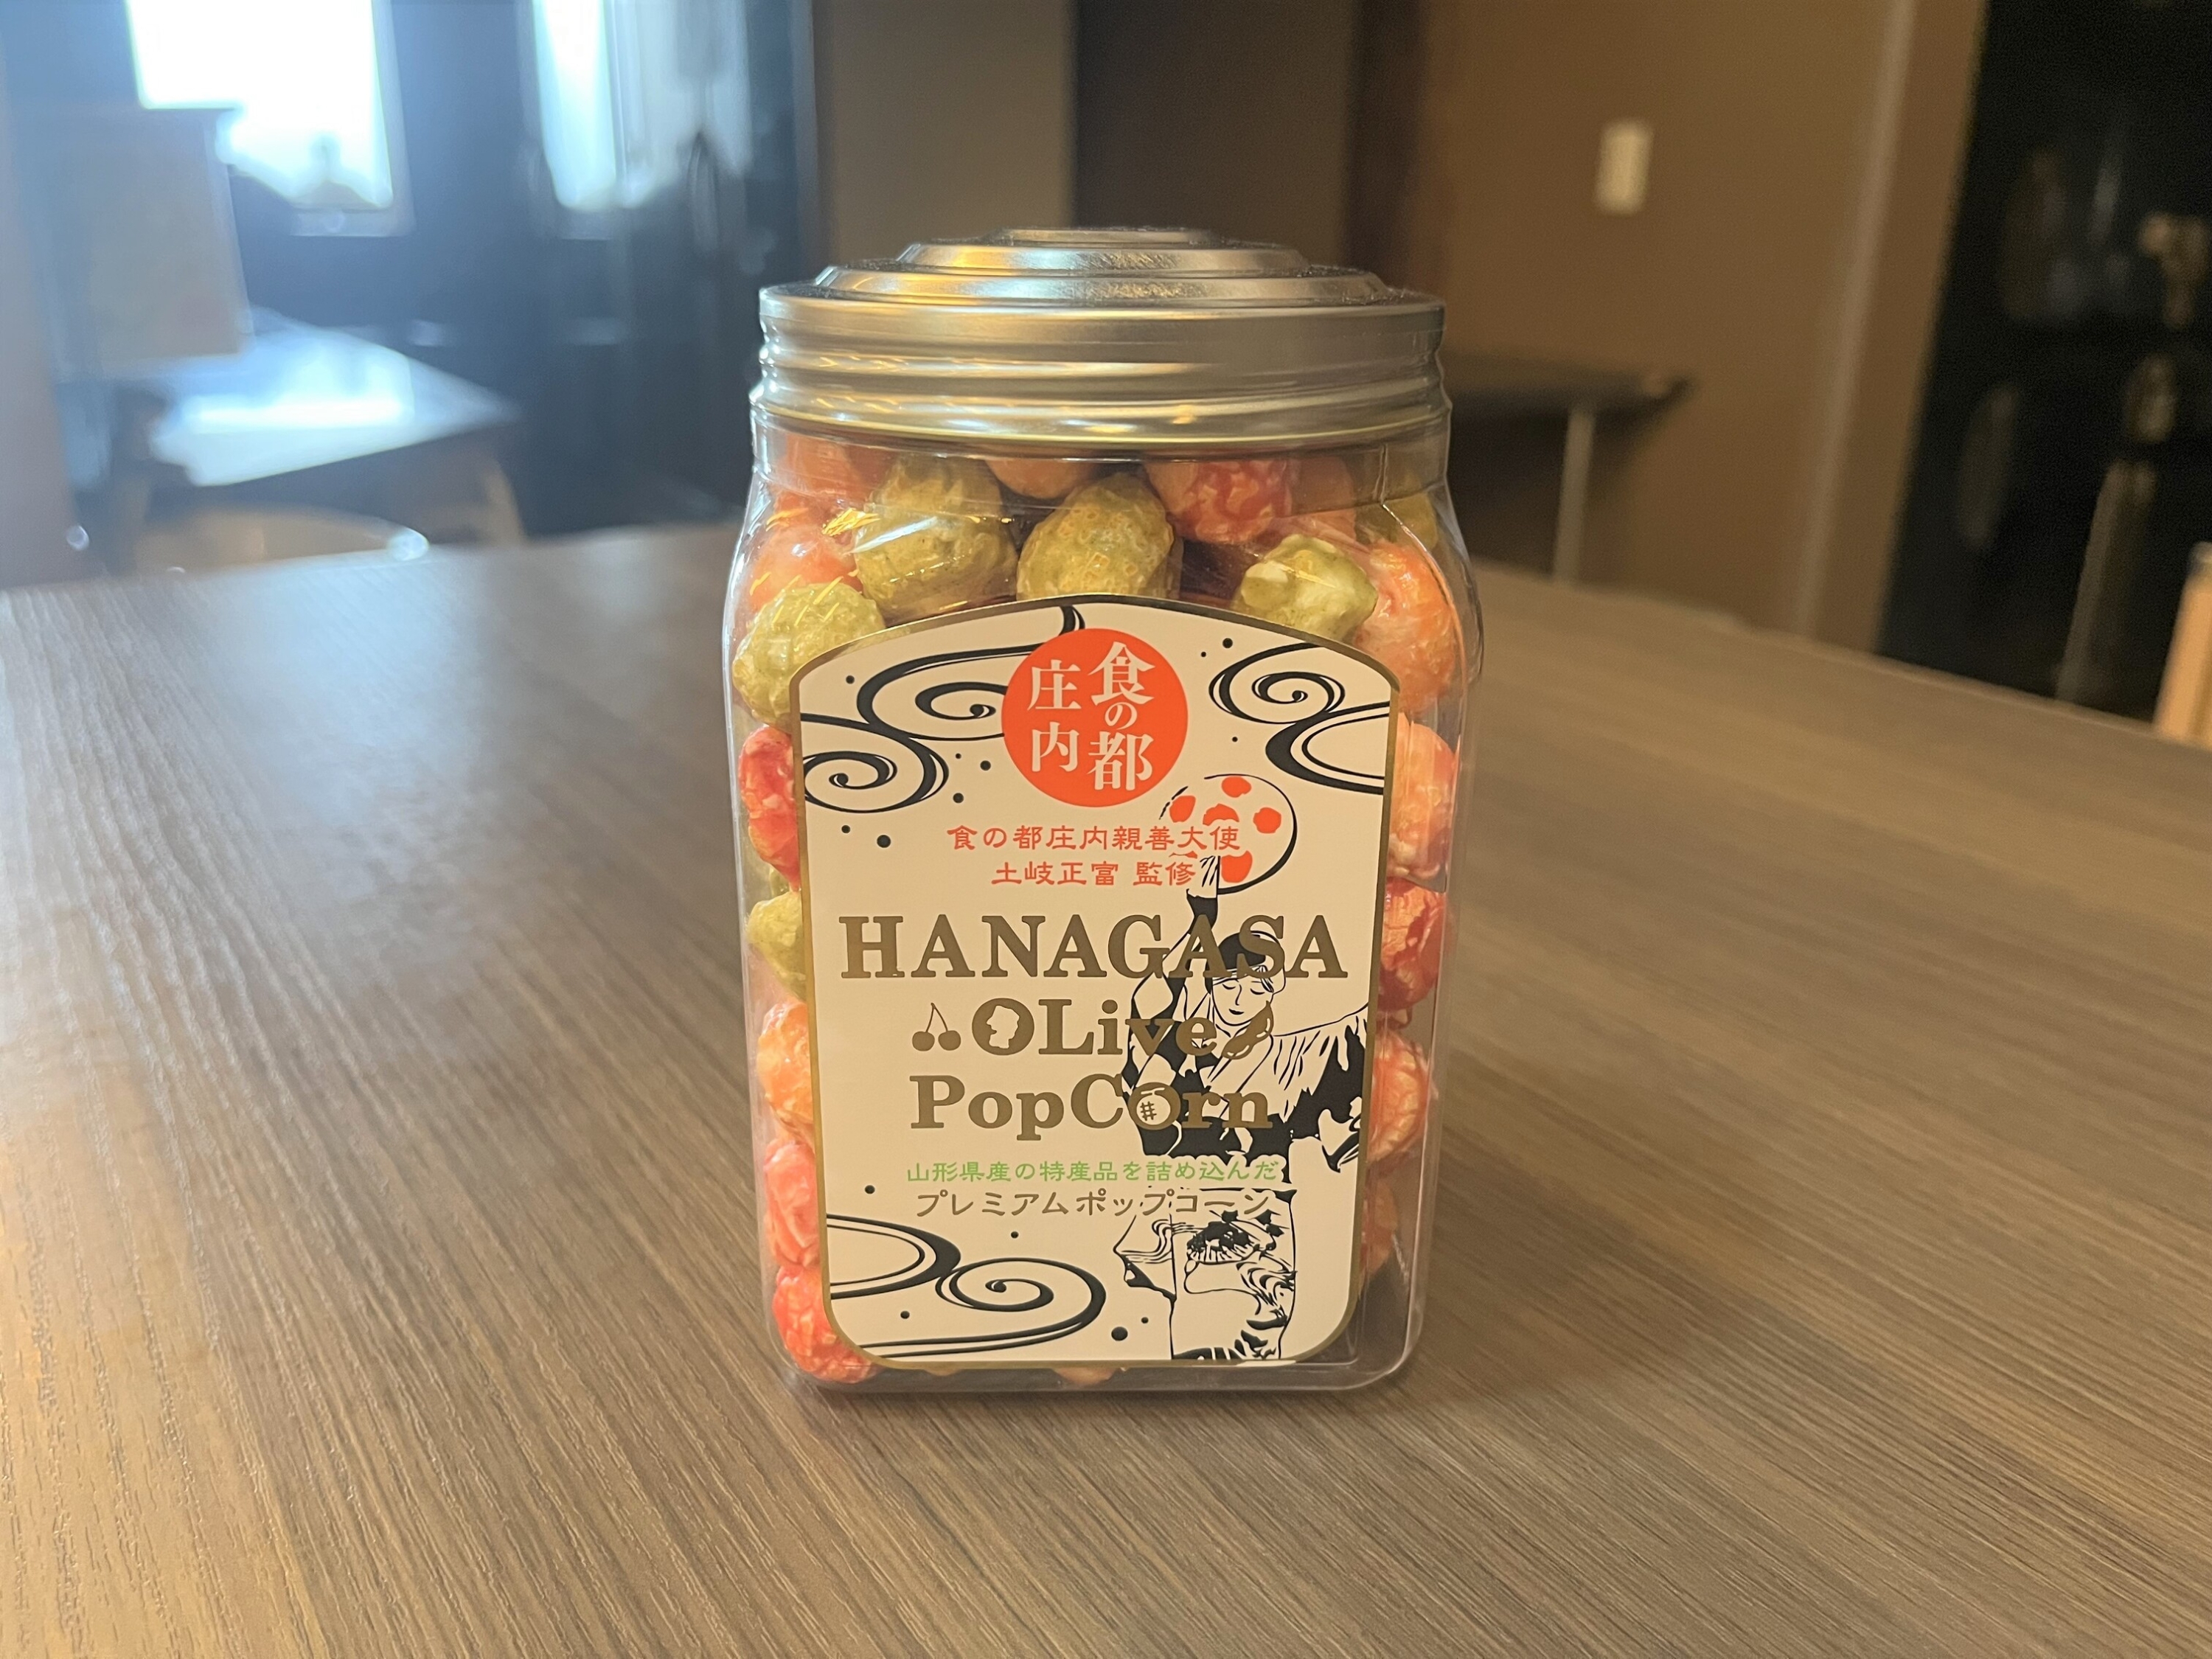 食の都
庄内
食の都庄内親善大使
土岐正富 監修
HANAGASA
OLive
PopCorn
山形県産の特産品を詰め込んだ
プレミアムポップコーン